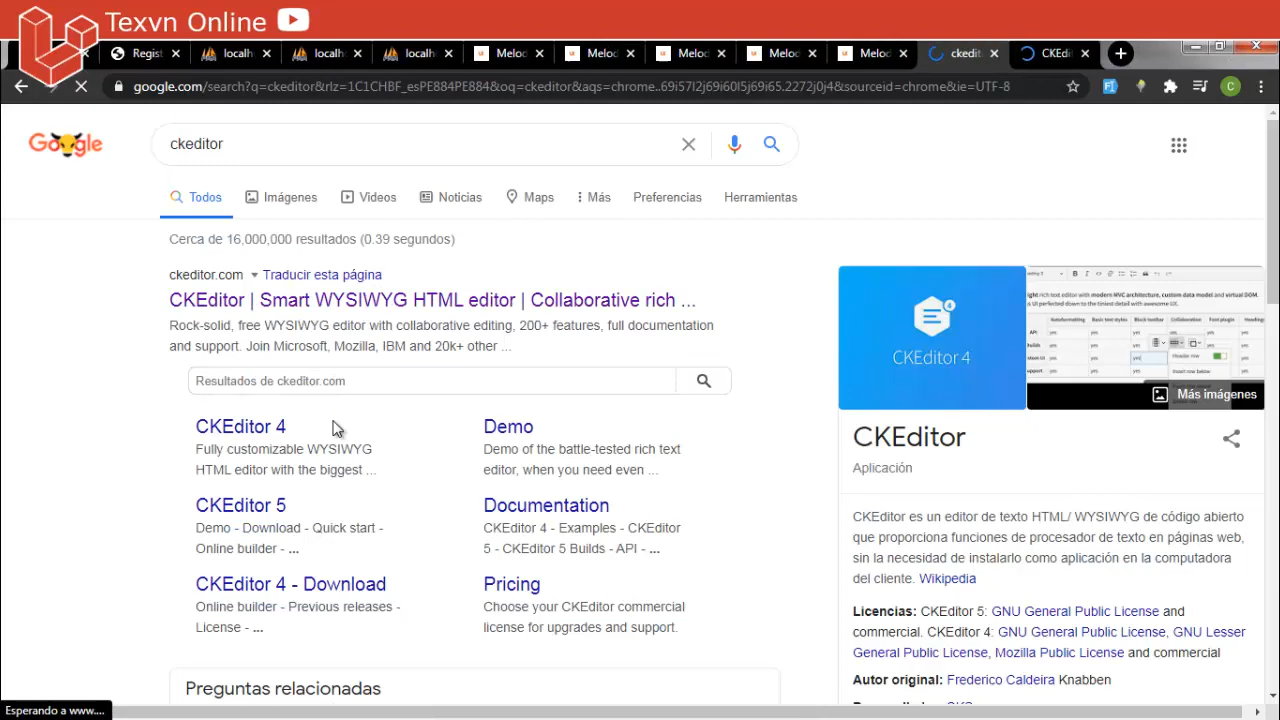 Texvn Online
Regist
localh
localh
localh
Melod
Melod
Melod
Melod
Melod
ckedit
CKEdi
google.com/search?q=ckeditor&rlz=1C1CHBF_esPE884PE884&oq=ckeditor&aqs=chrome..69i57l2j69i60l5j69i65.2272j0j4&sourceid=chrome&ie=UTF-8
C
Google
ckeditor
Todos Imágenes Videos Noticias Maps Más Preferencias Herramientas
Cerca de 16,000,000 resultados (0.39 segundos)
ckeditor.com Traducir esta página
CKEditor | Smart WYSIWYG HTML editor | Collaborative rich ...
Rock-solid, free WYSIWYG editor with collaborative editing, 200+ features, full documentation
and support. Join Microsoft, Mozilla, IBM and 20k+ other ...
Resultados de ckeditor.com
CKEditor 4
Fully customizable WYSIWYG
HTML editor with the biggest ...
Demo
Demo of the battle-tested rich text
editor, when you need even ...
CKEditor 5
Demo - Download - Quick start -
Online builder - ...
Documentation
CKEditor 4 - Examples - CKEditor
5 - CKEditor 5 Builds - API - ...
CKEditor 4 - Download
Online builder - Previous releases -
License - ...
Pricing
Choose your CKEditor commercial
license for upgrades and support.
Preguntas relacionadas
4
CKEditor 4
Más imágenes
CKEditor
Aplicación
CKEditor es un editor de texto HTML/ WYSIWYG de código abierto
que proporciona funciones de procesador de texto en páginas web,
sin la necesidad de instalarlo como aplicación en la computadora
del cliente. Wikipedia
Licencias: CKEditor 5: GNU General Public License and
commercial. CKEditor 4: GNU General Public License, GNU Lesser
General Public License, Mozilla Public License and commercial
Autor original: Frederico Caldeira Knabben
Esperando a www....